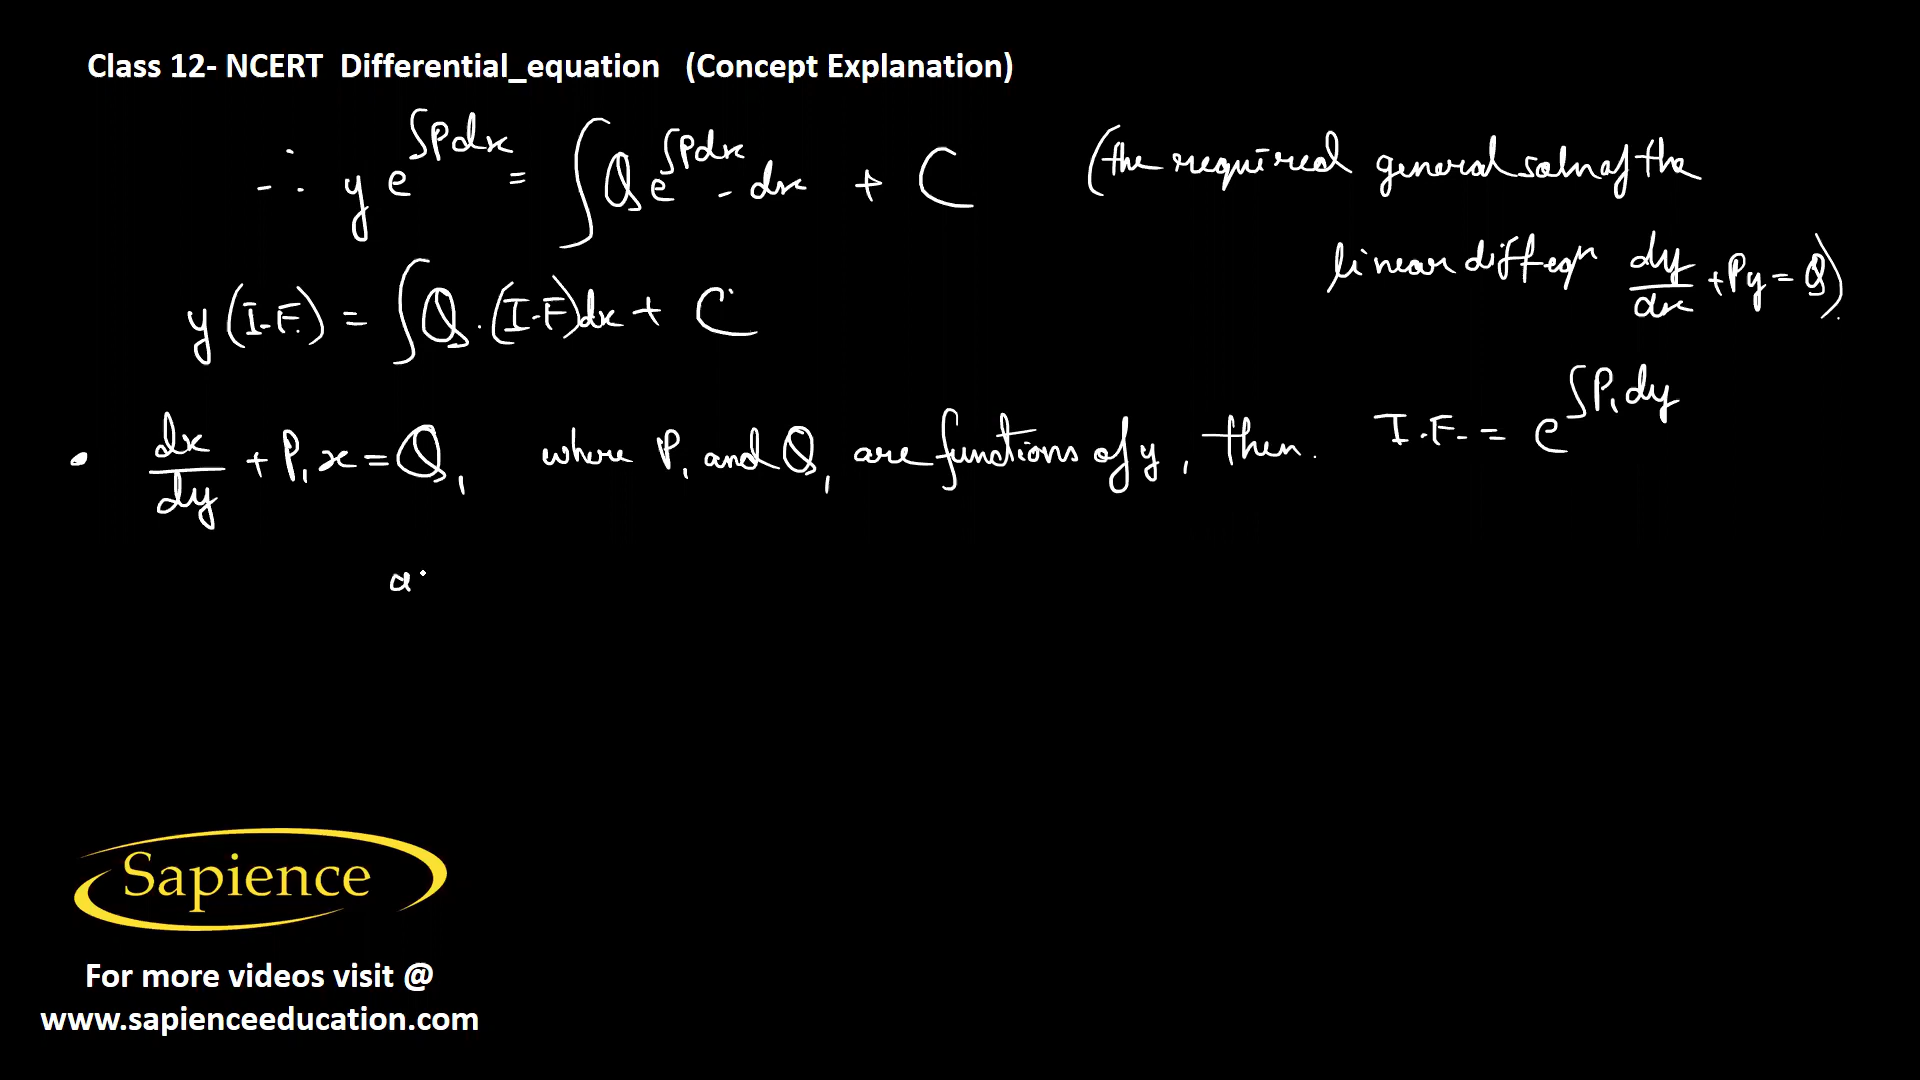 Class 12- NCERT Differential_equation (Concept Explanation)
∴ y e^{∫Pdx} = ∫ Q e^{∫Pdx} . dx + C (the required general soln of the
linear diff eqn dy/dx + Py = Q).
y (I.F.) = ∫ Q . (I.F) dx + C
• dx/dy + P₁ x = Q₁ where P₁ and Q₁ are functions of y, then. I.F. = e^{∫P₁dy}
Sapience
For more videos visit @
www.sapienceeducation.com